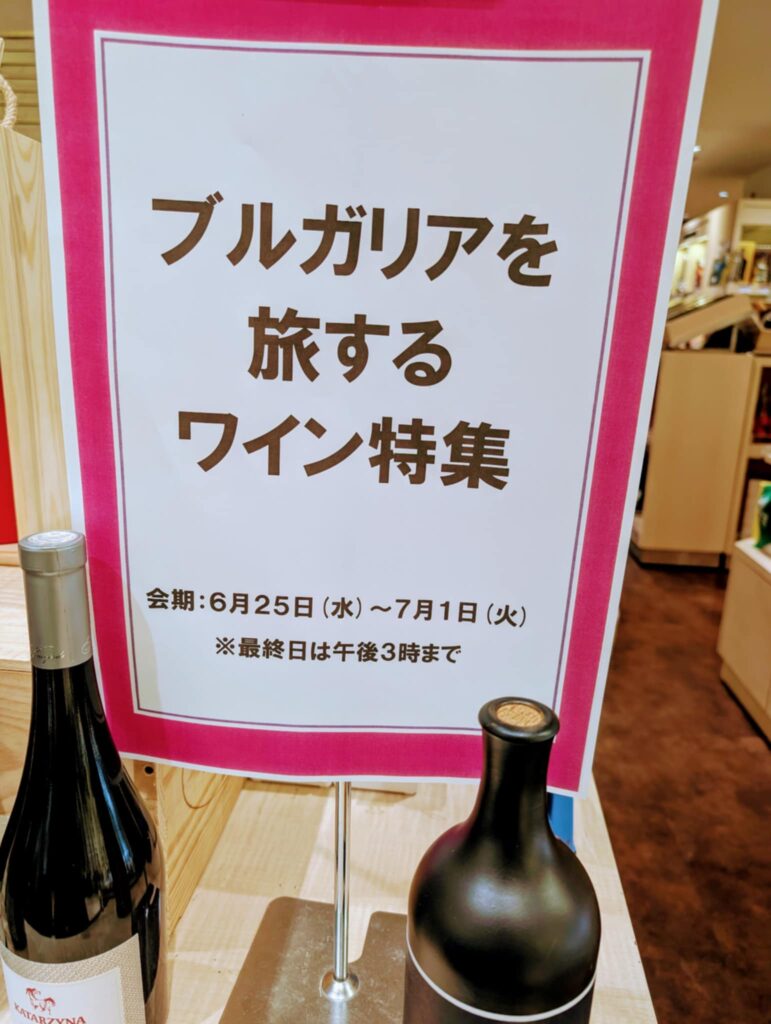 ブルガリアを
旅する
ワイン特集
会期:6月25日(水)~7月1日(火)
※最終日は午後3時まで
KATARZYNA